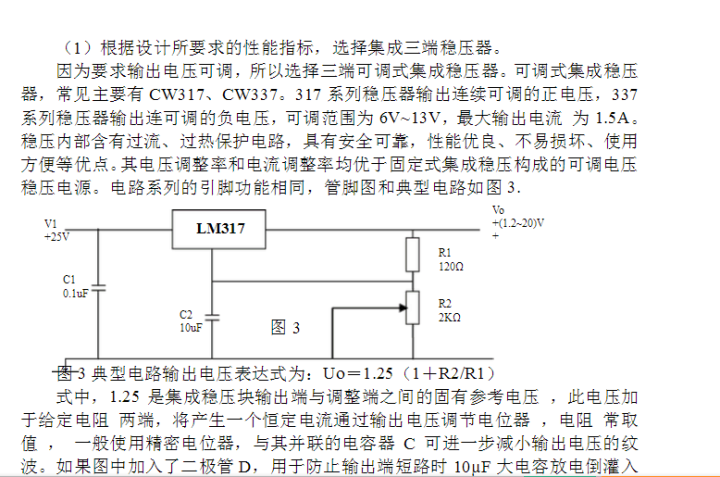 （1）根据设计所要求的性能指标，选择集成三端稳压器。
因为要求输出电压可调，所以选择三端可调式集成稳压器。可调式集成稳压
器，常见主要有 CW317、CW337。317 系列稳压器输出连续可调的正电压，337
系列稳压器输出连可调的负电压，可调范围为 6V~13V，最大输出电流 为 1.5A。
稳压内部含有过流、过热保护电路，具有安全可靠，性能优良、不易损坏、使用
方便等优点。其电压调整率和电流调整率均优于固定式集成稳压构成的可调电压
稳压电源。电路系列的引脚功能相同，管脚图和典型电路如图 3.
V1
+25V
LM317
Vo
+(1.2~20)V
+
R1
120Ω
C1
0.1uF
R2
2KΩ
C2
10uF
图 3
图 3 典型电路输出电压表达式为：Uo＝1.25（1＋R2/R1）
式中，1.25 是集成稳压块输出端与调整端之间的固有参考电压 ，此电压加
于给定电阻 两端，将产生一个恒定电流通过输出电压调节电位器 ，电阻 常取
值 ， 一般使用精密电位器，与其并联的电容器 C 可进一步减小输出电压的纹
波。如果图中加入了二极管 D，用于防止输出端短路时 10μF 大电容放电倒灌入